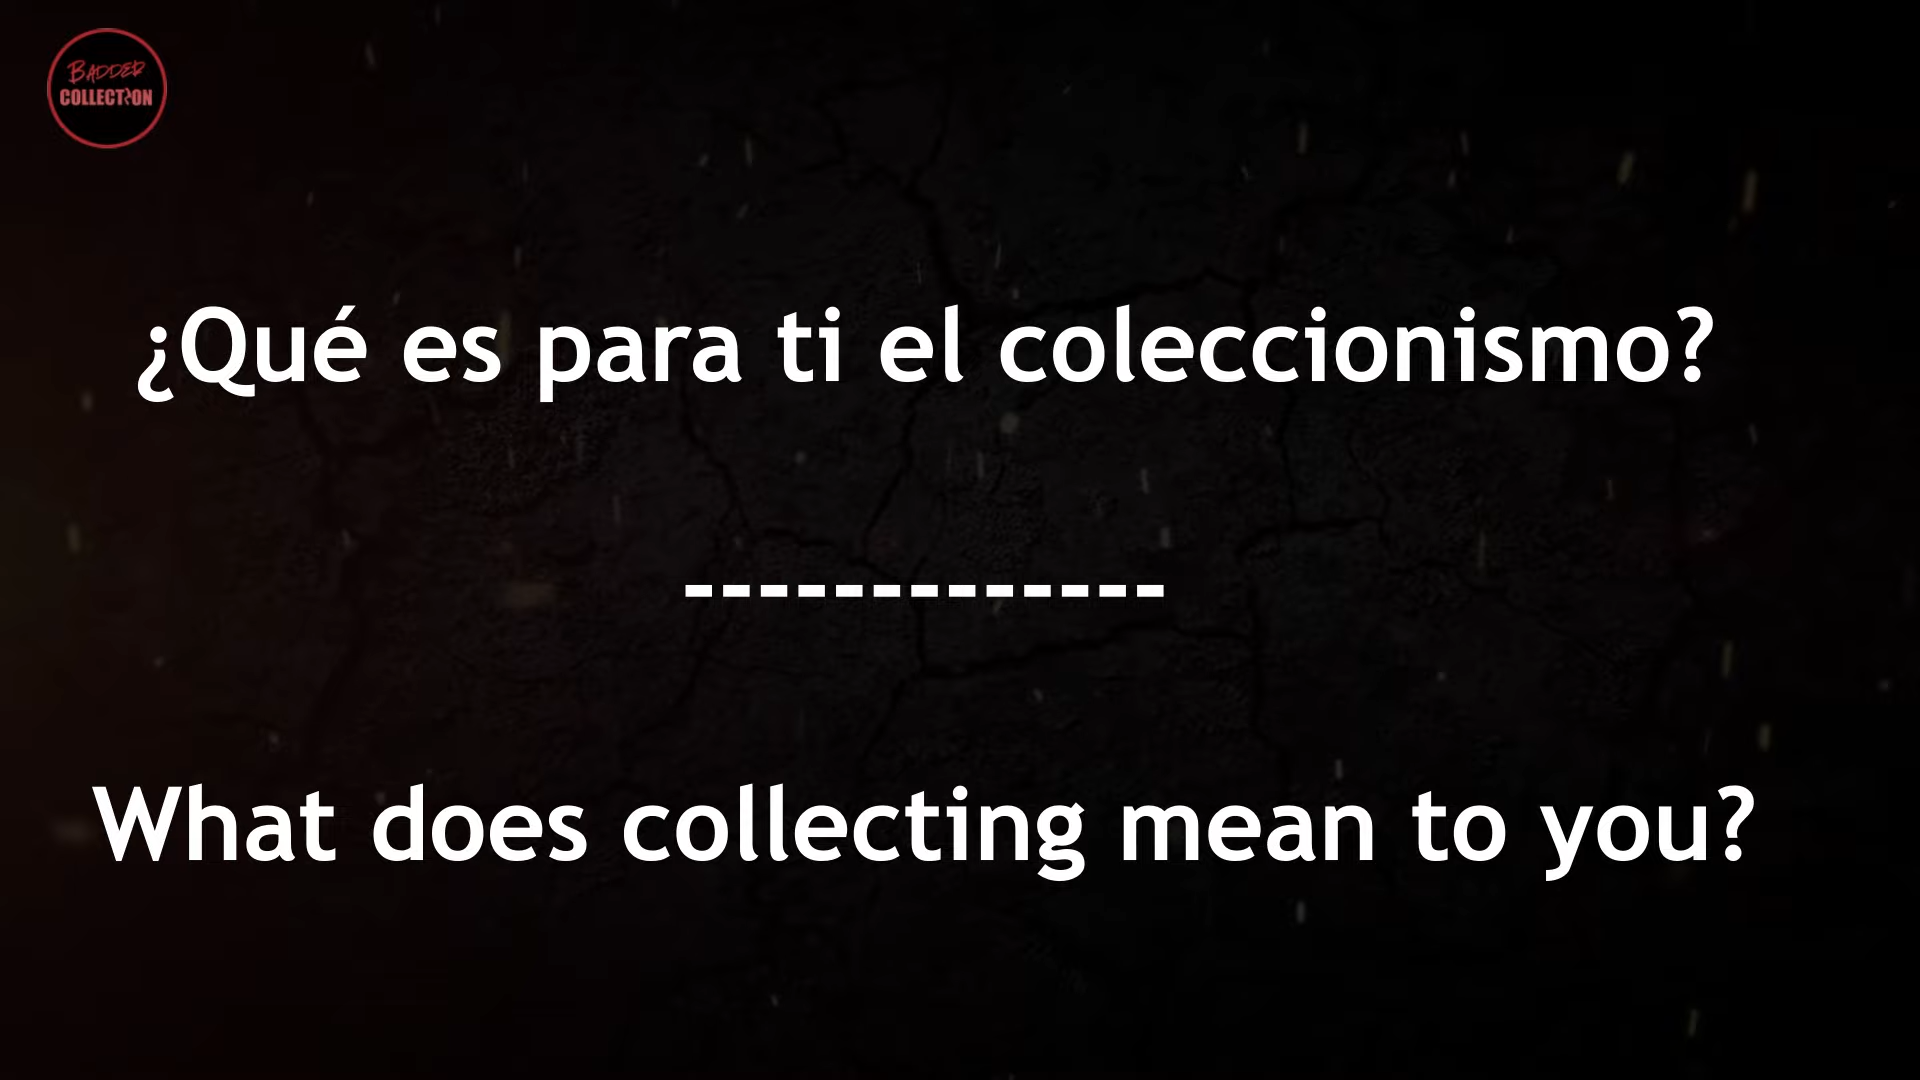 BADDER
COLLECTION
¿Qué es para ti el coleccionismo?
-------------
What does collecting mean to you?